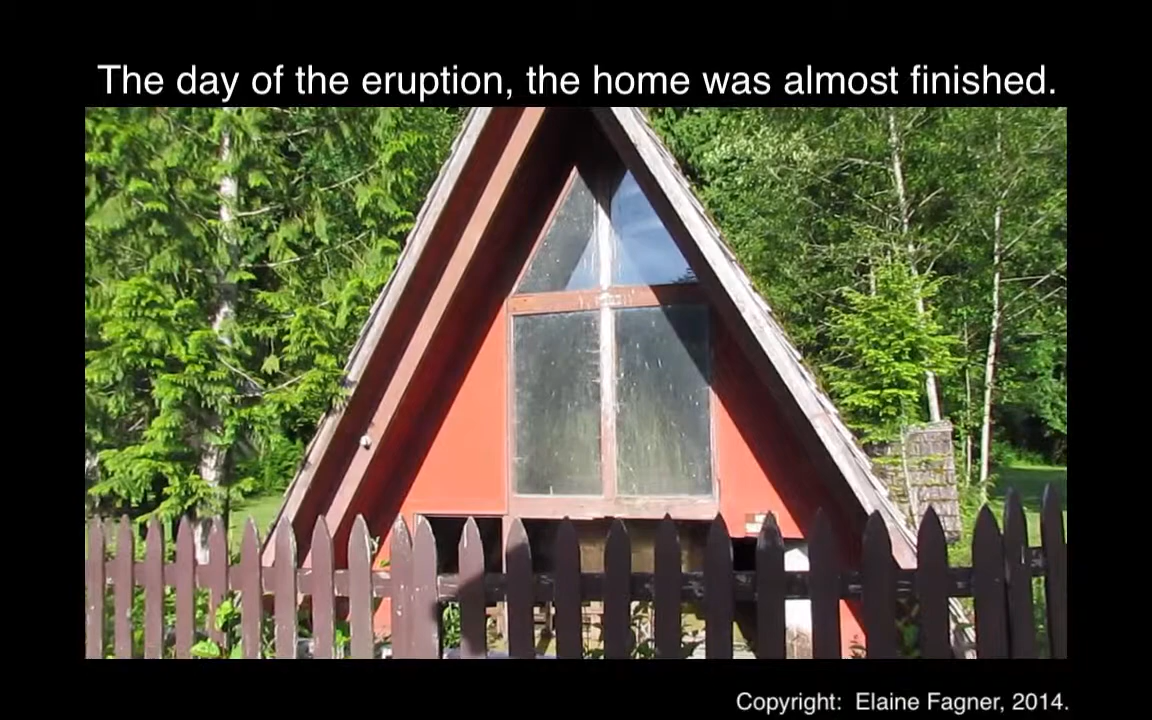 The day of the eruption, the home was almost finished.
Copyright:  Elaine Fagner, 2014.